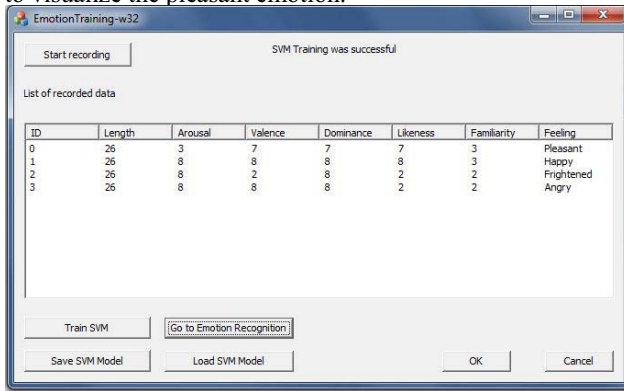 to visualize the pleasant emotion.
EmotionTraining-w32
Start recording
SVM Training was successful
List of recorded data
ID Length Arousal Valence Dominance Likeness Familiarity Feeling
0 26 3 7 7 7 3 Pleasant
1 26 8 8 8 8 3 Happy
2 26 8 2 8 2 2 Frightened
3 26 8 8 8 2 2 Angry
Train SVM Go to Emotion Recognition
Save SVM Model Load SVM Model OK Cancel